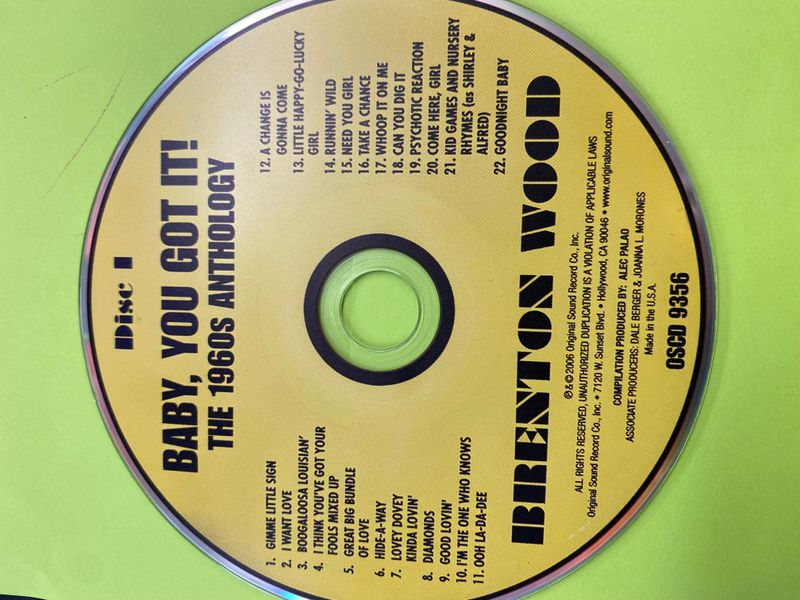 Disc 1
BABY, YOU GOT IT!
THE 1960S ANTHOLOGY
1. GIMME LITTLE SIGN
2. I WANT LOVE
3. BOOGALOOSA LOUISIAN'
4. I THINK YOU'VE GOT YOUR
FOOLS MIXED UP
5. GREAT BIG BUNDLE
OF LOVE
6. HIDE-A-WAY
7. LOVEY DOVEY
KINDA LOVIN'
8. DIAMONDS
9. GOOD LOVIN'
10. I'M THE ONE WHO KNOWS
11. OOH LA-DA-DEE
12. A CHANGE IS
GONNA COME
13. LITTLE HAPPY-GO-LUCKY
GIRL
14. RUNNIN' WILD
15. NEED YOU GIRL
16. TAKE A CHANCE
17. WHOOP IT ON ME
18. CAN YOU DIG IT
19. PSYCHOTIC REACTION
20. COME HERE, GIRL
21. KID GAMES AND NURSERY
RHYMES (as SHIRLEY &
ALFRED)
22. GOODNIGHT BABY
BRENTON WOOD
℗&©2006 Original Sound Record Co., Inc.
ALL RIGHTS RESERVED, UNAUTHORIZED DUPLICATION IS A VIOLATION OF APPLICABLE LAWS
Original Sound Record Co., Inc. • 7120 W. Sunset Blvd. • Hollywood, CA 90046 • www.originalsound.com
COMPILATION PRODUCED BY: ALEC PALAO
ASSOCIATE PRODUCERS: DALE BERGER & JOANNA L. MORONES
Made in the U.S.A.
OSCD 9356